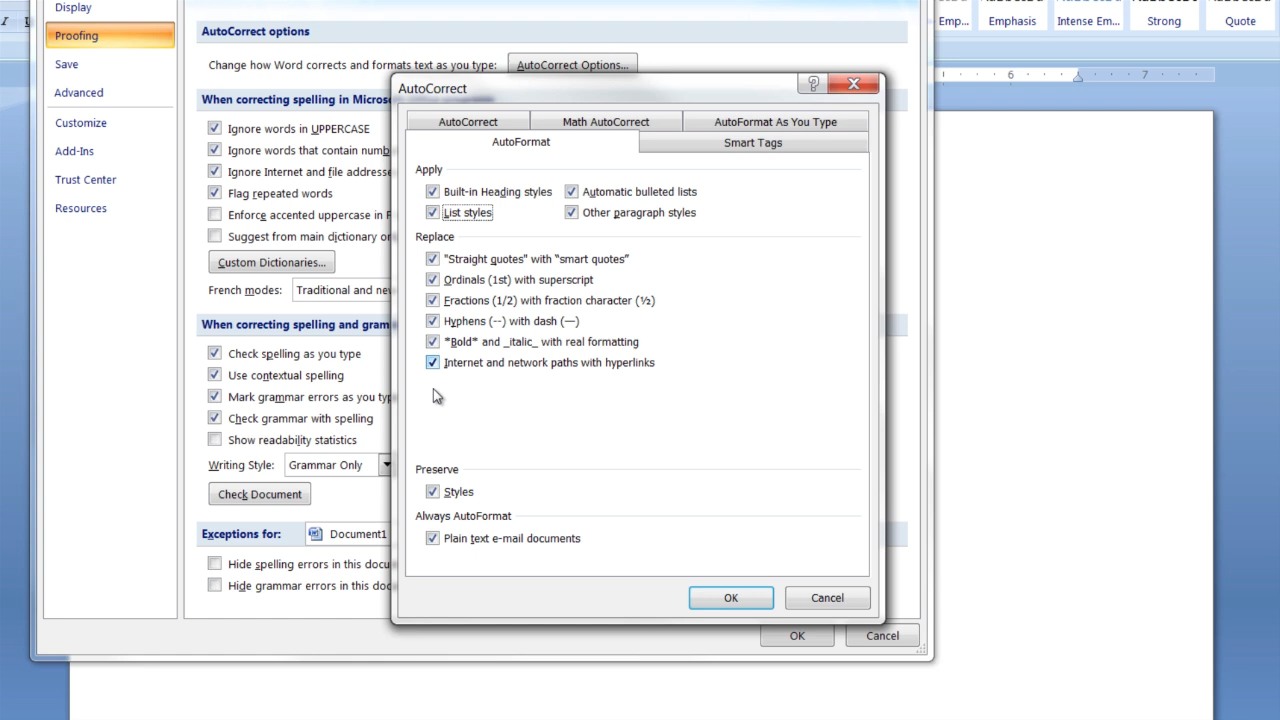 Display
Proofing
Save
Advanced
Customize
Add-Ins
Trust Center
Resources
Emp...
Emphasis
Intense Em...
Strong
Quote
6
7
AutoCorrect options
Change how Word corrects and formats text as you type:
AutoCorrect Options...
When correcting spelling in Micros
Ignore words in UPPERCASE
Ignore words that contain numb
Ignore Internet and file addresse
Flag repeated words
Enforce accented uppercase in F
Suggest from main dictionary or
Custom Dictionaries...
French modes: Traditional and nev
When correcting spelling and gram
Check spelling as you type
Use contextual spelling
Mark grammar errors as you typ
Check grammar with spelling
Show readability statistics
Writing Style: Grammar Only
Check Document
Exceptions for: Document1
Hide spelling errors in this docu
Hide grammar errors in this doc
OK Cancel
AutoCorrect
AutoCorrect Math AutoCorrect AutoFormat As You Type
AutoFormat Smart Tags
Apply
Built-in Heading styles Automatic bulleted lists
List styles Other paragraph styles
Replace
"Straight quotes" with “smart quotes”
Ordinals (1st) with superscript
Fractions (1/2) with fraction character (½)
Hyphens (--) with dash (—)
*Bold* and _italic_ with real formatting
Internet and network paths with hyperlinks
Preserve
Styles
Always AutoFormat
Plain text e-mail documents
OK Cancel